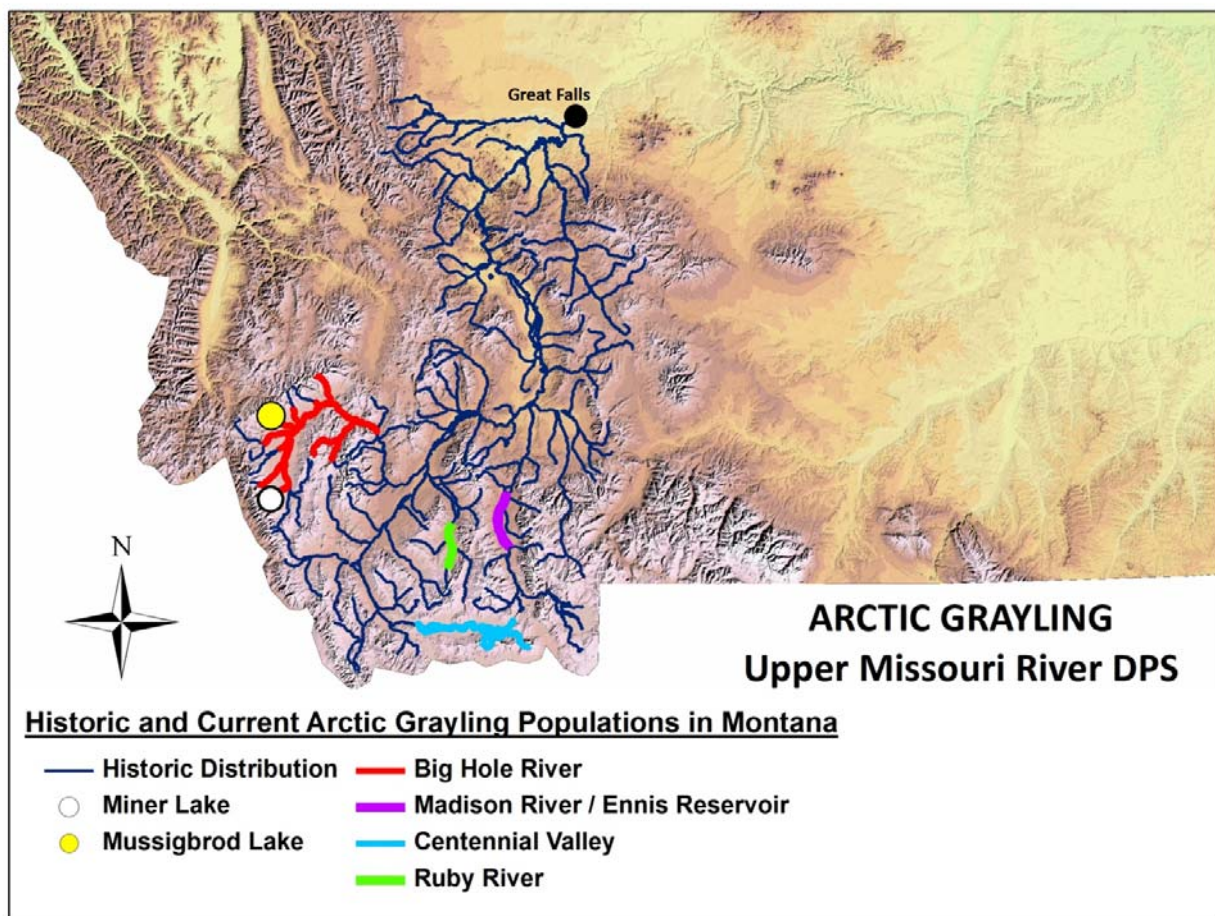 Great Falls
N
ARCTIC GRAYLING
Upper Missouri River DPS
Historic and Current Arctic Grayling Populations in Montana
Historic Distribution
Big Hole River
Miner Lake
Madison River / Ennis Reservoir
Mussigbrod Lake
Centennial Valley
Ruby River